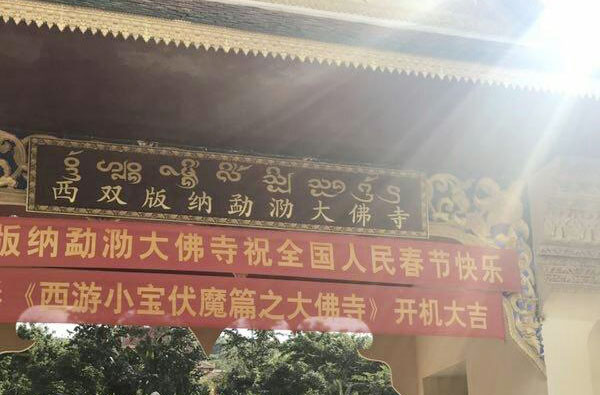 西双版纳勐泐大佛寺
版纳勐泐大佛寺祝全国人民春节快乐
《西游小宝伏魔篇之大佛寺》开机大吉